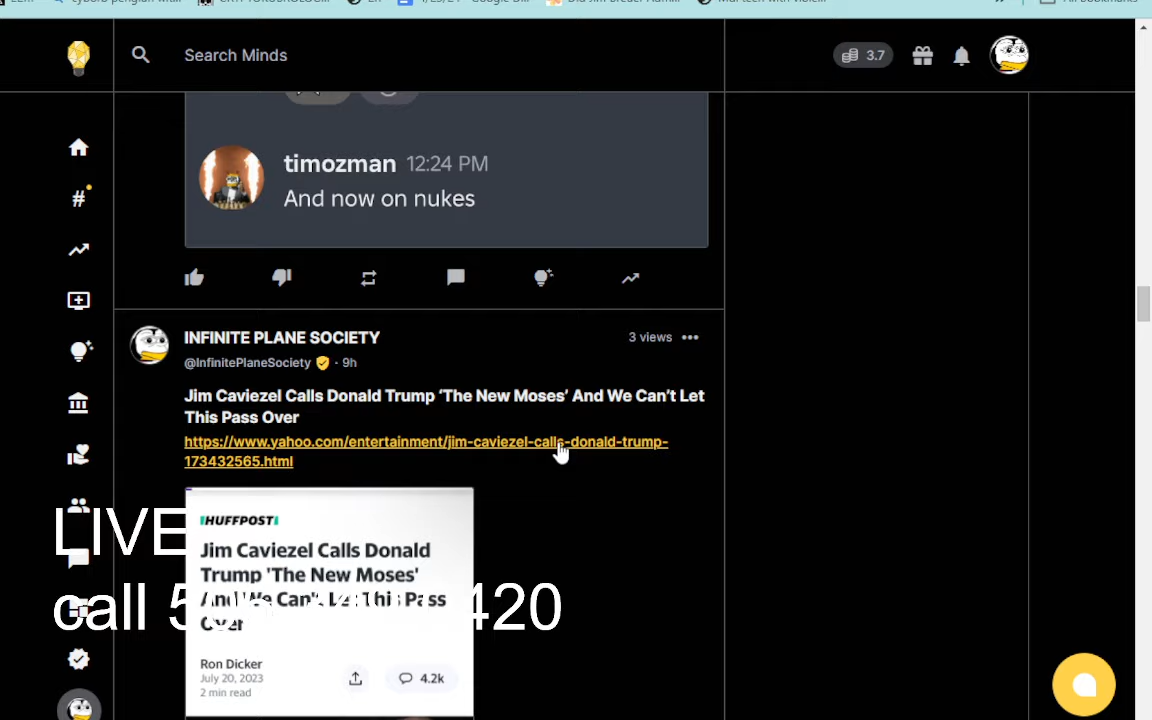 Search Minds
3.7
timozman 12:24 PM
And now on nukes
INFINITE PLANE SOCIETY
3 views
@InfinitePlaneSociety · 9h
Jim Caviezel Calls Donald Trump ‘The New Moses’ And We Can’t Let
This Pass Over
https://www.yahoo.com/entertainment/jim-caviezel-calls-donald-trump-
173432565.html
HUFFPOST
Jim Caviezel Calls Donald
Trump 'The New Moses'
And We Can't Let This Pass
Over
LIVE
call 420
Ron Dicker
July 20, 2023
2 min read
4.2k